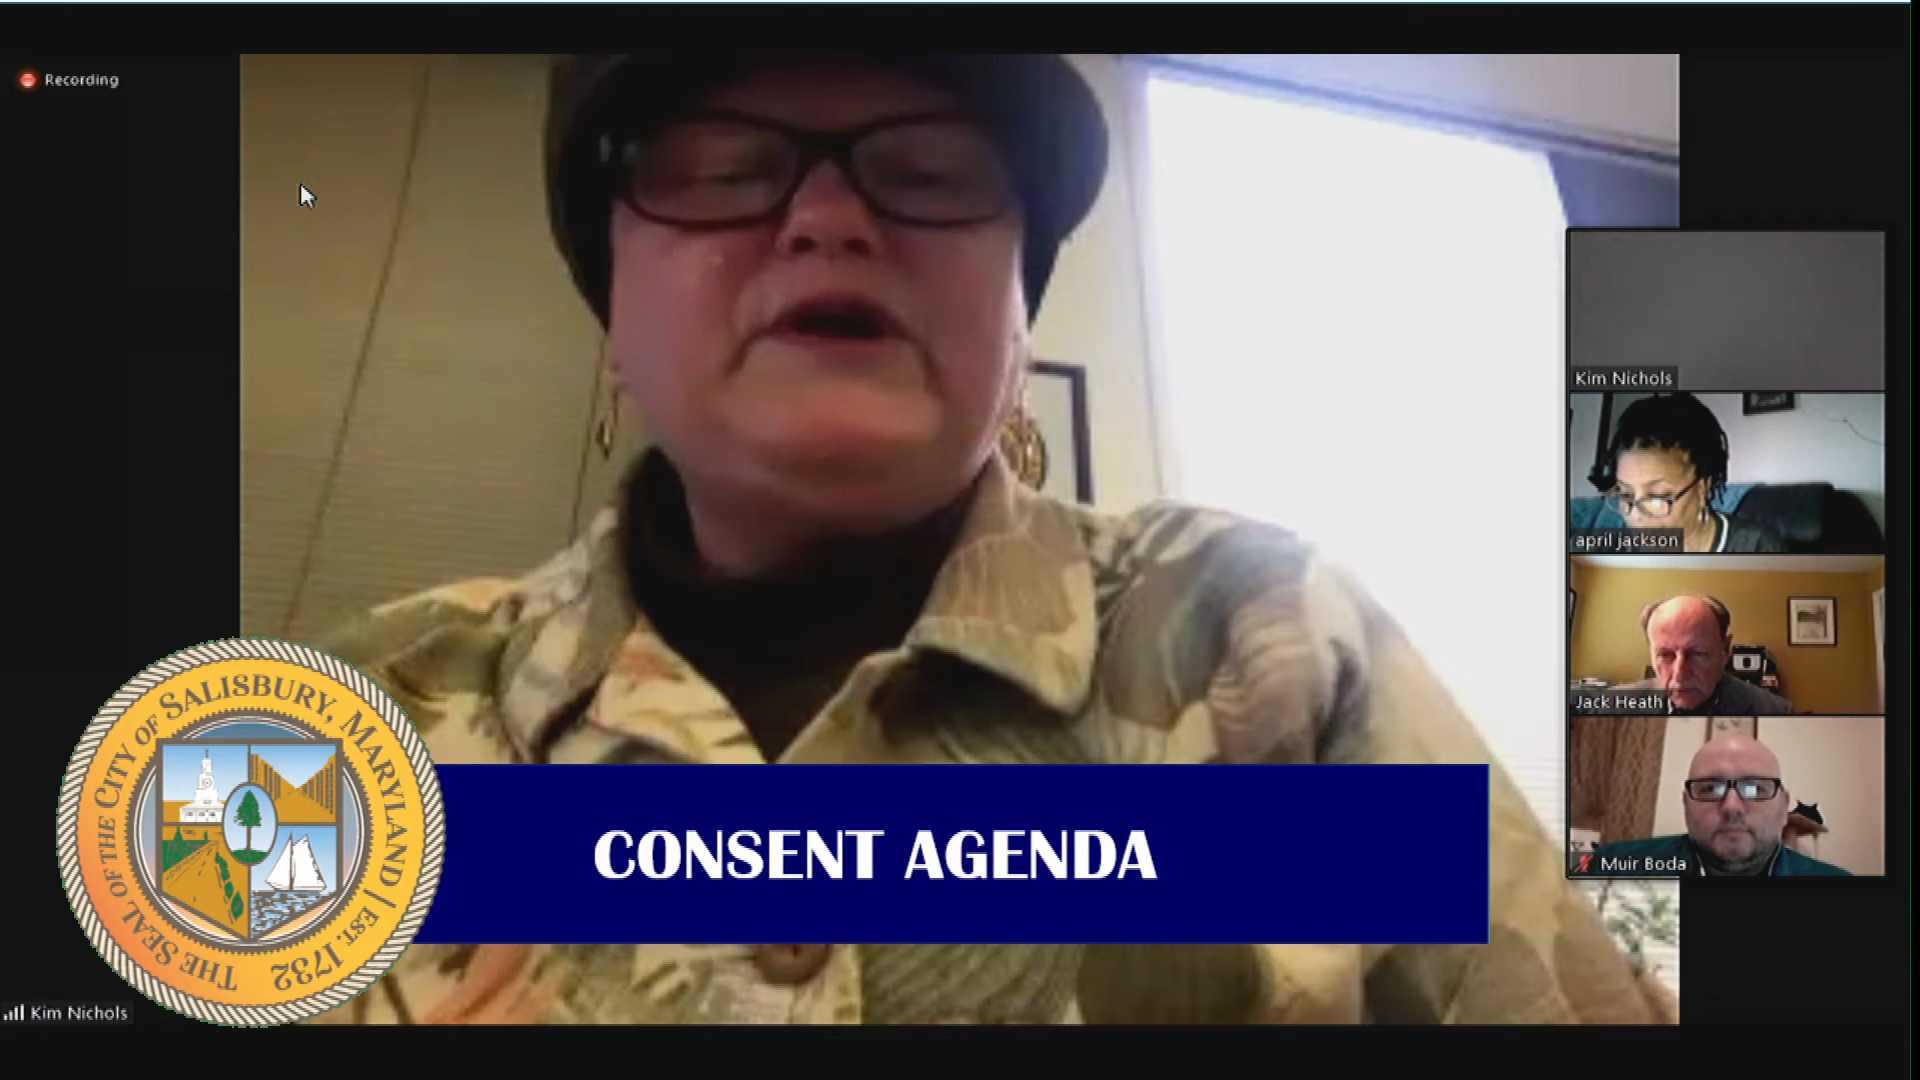 Recording
Kim Nichols
april jackson
Jack Heath
Muir Boda
THE SEAL OF THE CITY OF SALISBURY, MARYLAND | EST. 1732
CONSENT AGENDA
Kim Nichols